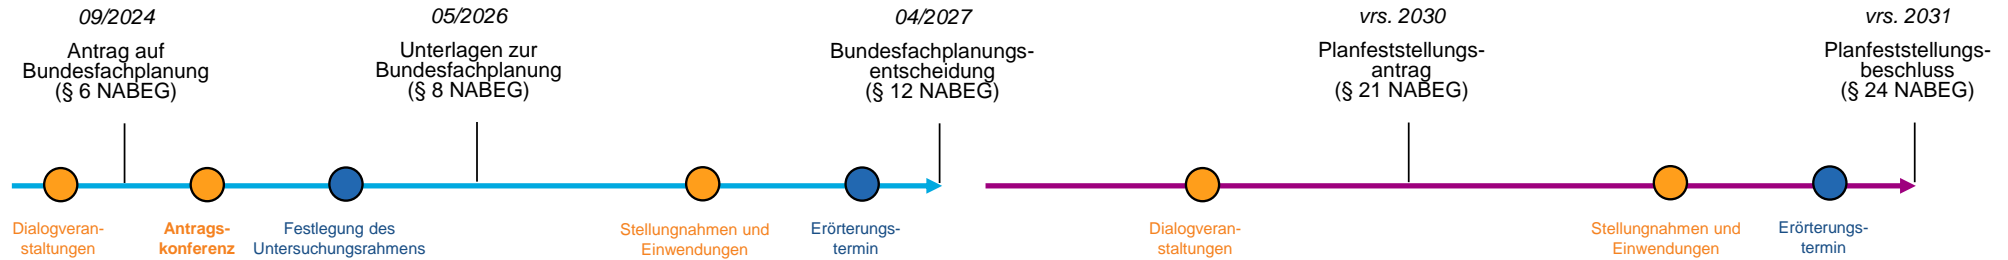 09/2024
Antrag auf
Bundesfachplanung
(§ 6 NABEG)
05/2026
Unterlagen zur
Bundesfachplanung
(§ 8 NABEG)
04/2027
Bundesfachplanungs-
entscheidung
(§ 12 NABEG)
vrs. 2030
Planfeststellungs-
antrag
(§ 21 NABEG)
vrs. 2031
Planfeststellungs-
beschluss
(§ 24 NABEG)
Dialogveran-
staltungen
Antrags-
konferenz
Festlegung des
Untersuchungsrahmens
Stellungnahmen und
Einwendungen
Erörterungs-
termin
Dialogveran-
staltungen
Stellungnahmen und
Einwendungen
Erörterungs-
termin